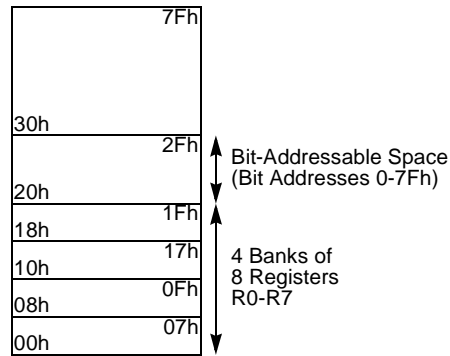 7Fh
30h
2Fh
20h
Bit-Addressable Space
(Bit Addresses 0-7Fh)
1Fh
18h
17h
10h
0Fh
08h
07h
00h
4 Banks of
8 Registers
R0-R7